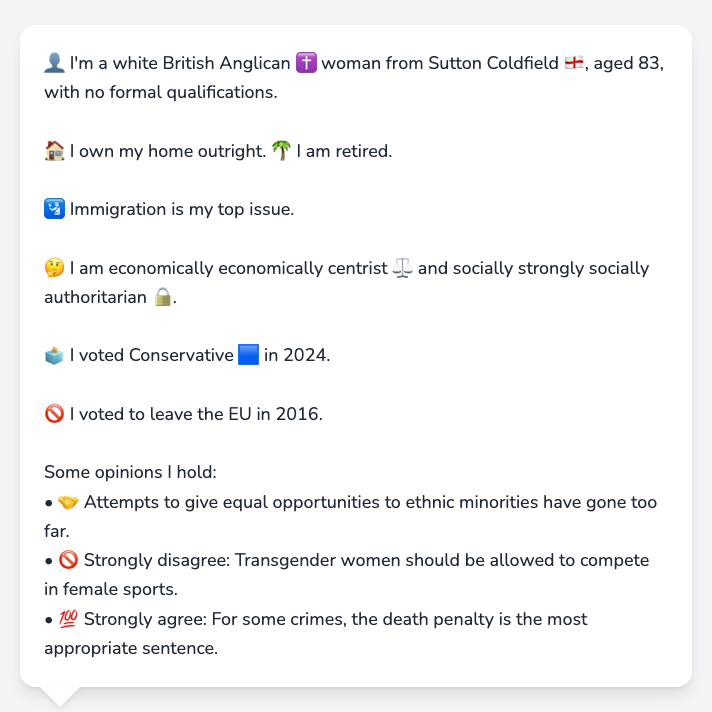 👤 I'm a white British Anglican ✝️ woman from Sutton Coldfield 🏴󠁧󠁢󠁥󠁮󠁧󠁿, aged 83,
with no formal qualifications.
🏠 I own my home outright. 🌴 I am retired.
🛂 Immigration is my top issue.
🤔 I am economically economically centrist ⚖️ and socially strongly socially
authoritarian 🔒.
🗳️ I voted Conservative 🟦 in 2024.
🚫 I voted to leave the EU in 2016.
Some opinions I hold:
• 🤝 Attempts to give equal opportunities to ethnic minorities have gone too
far.
• 🚫 Strongly disagree: Transgender women should be allowed to compete
in female sports.
• 💯 Strongly agree: For some crimes, the death penalty is the most
appropriate sentence.